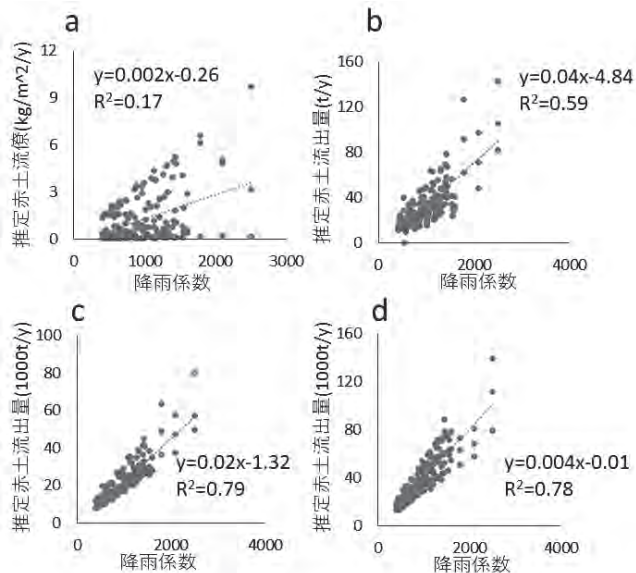 a
12
9
6
3
0
推定赤土流僚(kg/m^2/y)
y=0.002x-0.26
R²=0.17
0 1000 2000 3000
降雨係数
b
160
120
80
40
0
推定赤土流出量(t/y)
y=0.04x-4.84
R²=0.59
0 2000 4000
降雨係数
c
100
80
60
40
20
0
推定赤土流出量(1000t/y)
y=0.02x-1.32
R²=0.79
0 2000 4000
降雨係数
d
160
120
80
40
0
推定赤土流出量(1000t/y)
y=0.004x-0.01
R²=0.78
0 2000 4000
降雨係数